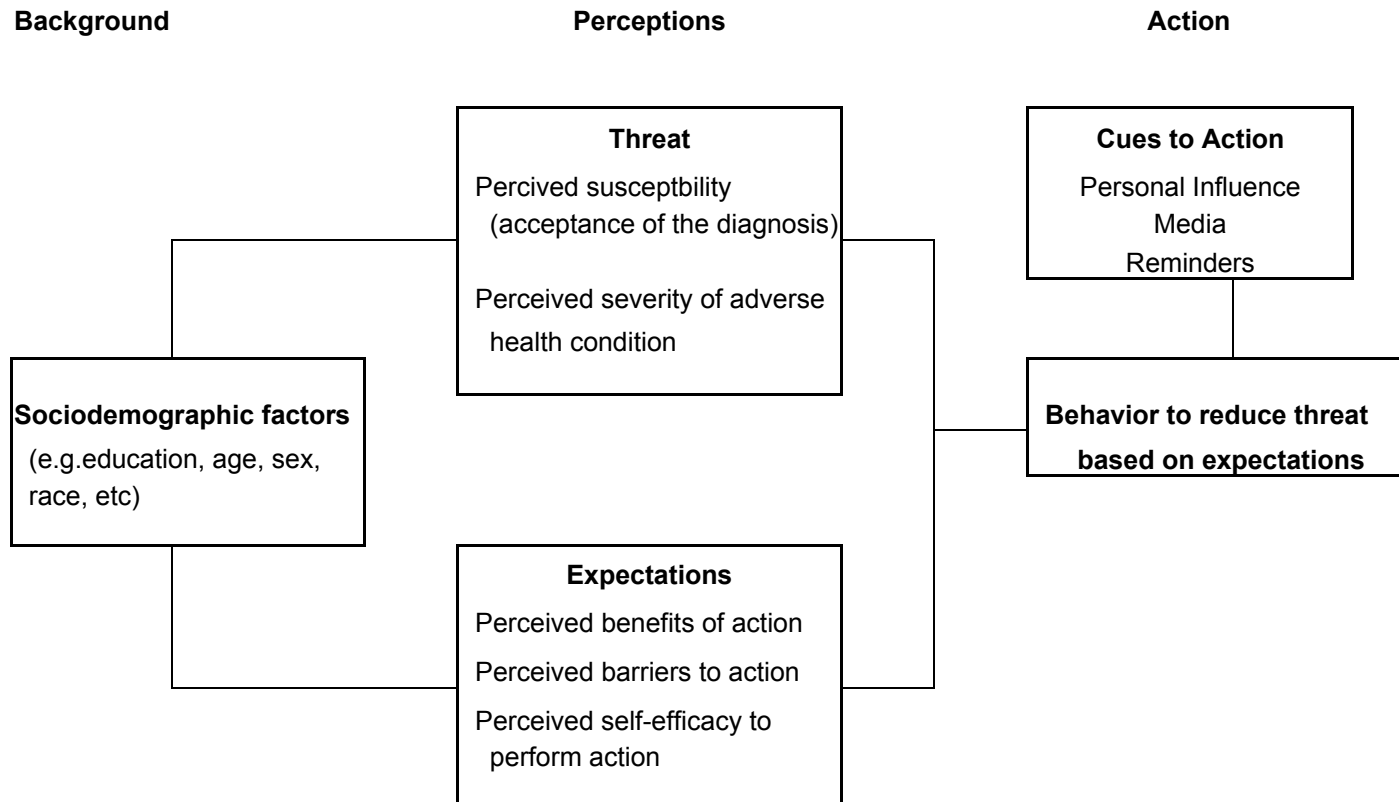 Background
Perceptions
Action
Threat
Percived susceptbility
(acceptance of the diagnosis)
Perceived severity of adverse
health condition
Cues to Action
Personal Influence
Media
Reminders
Sociodemographic factors
(e.g.education, age, sex,
race, etc)
Behavior to reduce threat
based on expectations
Expectations
Perceived benefits of action
Perceived barriers to action
Perceived self-efficacy to
perform action